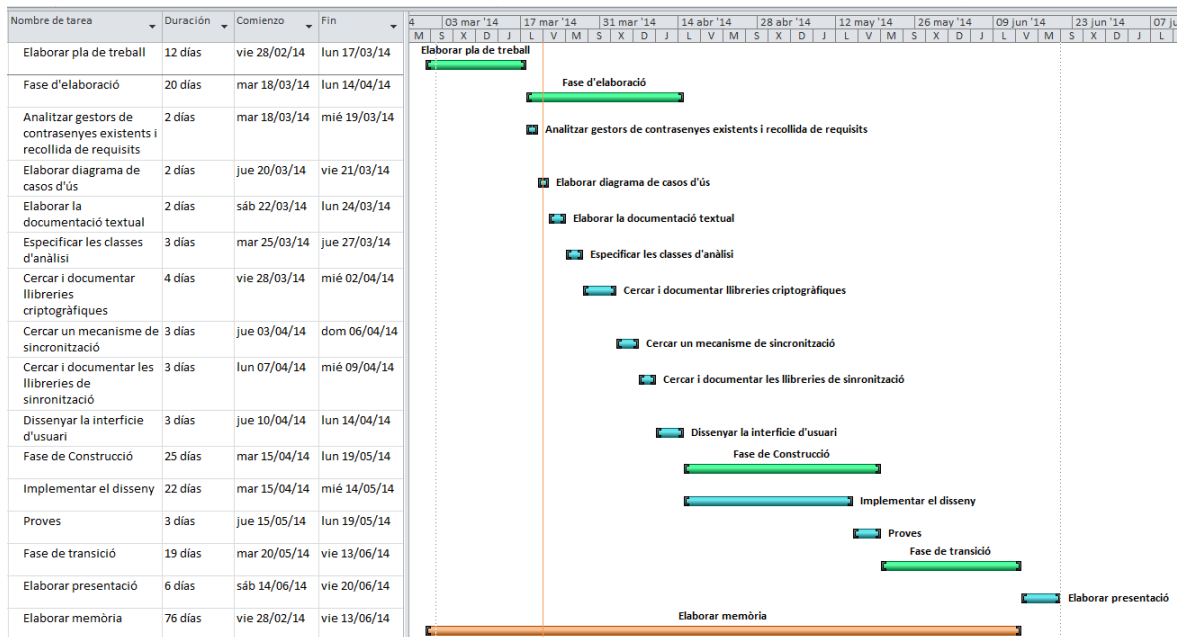 Nombre de tarea Duración Comienzo Fin 4 03 mar '14 17 mar '14 31 mar '14 14 abr '14 28 abr '14 12 may '14 26 may '14 09 jun '14 23 jun '14 07 ju
M S X D J L V M S X D J L V M S X D J L V M S X D J L V M S X D J L
Elaborar pla de treball 12 días vie 28/02/14 lun 17/03/14 Elaborar pla de treball
Fase d'elaboració 20 días mar 18/03/14 lun 14/04/14 Fase d'elaboració
Analitzar gestors de
contrasenyes existents i
recollida de requisits
2 días mar 18/03/14 mié 19/03/14 Analitzar gestors de contrasenyes existents i recollida de requisits
Elaborar diagrama de
casos d'ús
2 días jue 20/03/14 vie 21/03/14 Elaborar diagrama de casos d'ús
Elaborar la
documentació textual
2 días sáb 22/03/14 lun 24/03/14 Elaborar la documentació textual
Especificar les classes
d'anàlisi
3 días mar 25/03/14 jue 27/03/14 Especificar les classes d'anàlisi
Cercar i documentar
llibreries
criptogràfiques
4 días vie 28/03/14 mié 02/04/14 Cercar i documentar llibreries criptogràfiques
Cercar un mecanisme de
sincronització
3 días jue 03/04/14 dom 06/04/14 Cercar un mecanisme de sincronització
Cercar i documentar les
llibreries de
sinronització
3 días lun 07/04/14 mié 09/04/14 Cercar i documentar les llibreries de sinronització
Dissenyar la interficie
d'usuari
3 días jue 10/04/14 lun 14/04/14 Dissenyar la interficie d'usuari
Fase de Construcció 25 días mar 15/04/14 lun 19/05/14 Fase de Construcció
Implementar el disseny 22 días mar 15/04/14 mié 14/05/14 Implementar el disseny
Proves 3 días jue 15/05/14 lun 19/05/14 Proves
Fase de transició 19 días mar 20/05/14 vie 13/06/14 Fase de transició
Elaborar presentació 6 días sáb 14/06/14 vie 20/06/14 Elaborar presentació
Elaborar memòria 76 días vie 28/02/14 vie 13/06/14 Elaborar memòria